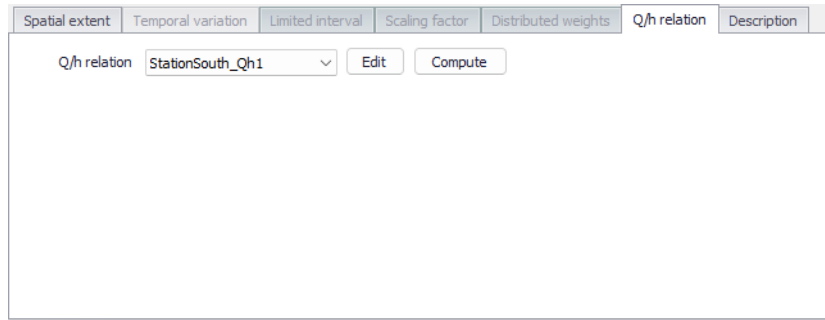 Spatial extent Temporal variation Limited interval Scaling factor Distributed weights Q/h relation Description
Q/h relation StationSouth_Qh1 Edit Compute